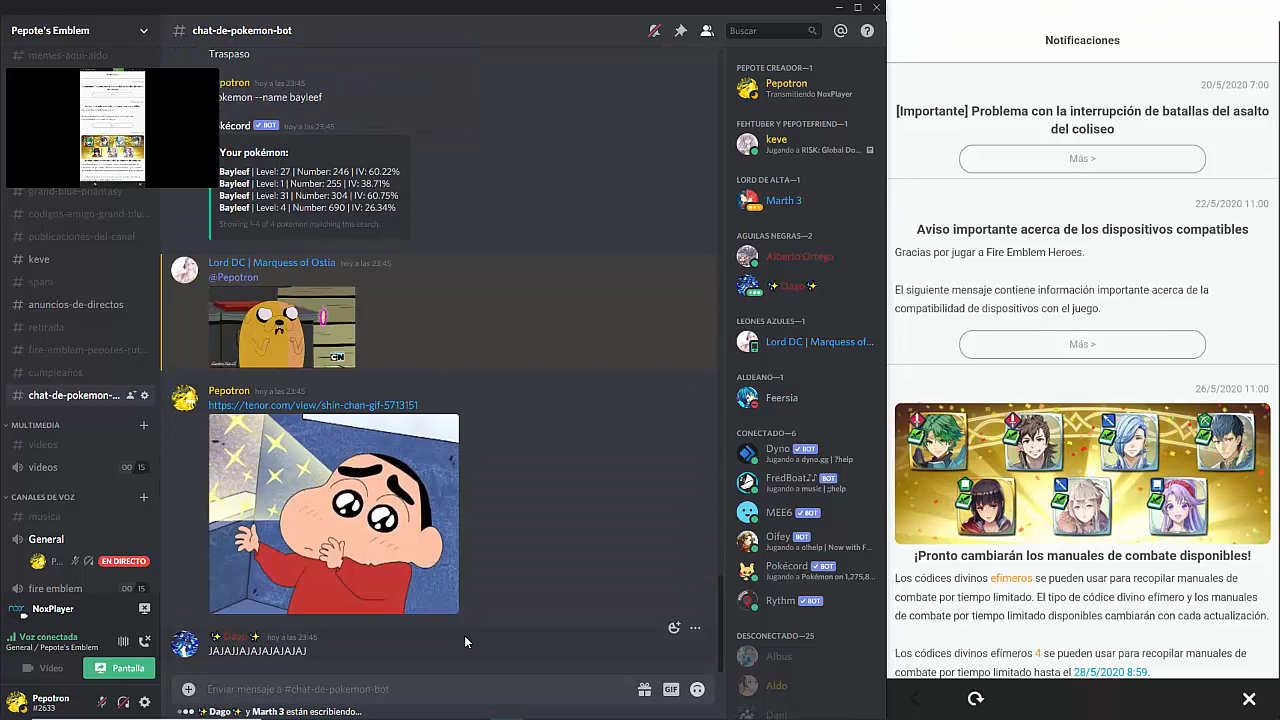 Pepote's Emblem
# chat-de-pokemon-bot
Buscar
memes-aqui-aldo
grand-blue-phantasy
codigos-amigo-grand-blu...
publicaciones-del-canal
keve
spam
anuncios-de-directos
retirada
fire-emblem-pepotes-rut...
cumpleaños
chat-de-pokemon-...
MULTIMEDIA
videos
videos
00 15
CANALES DE VOZ
musica
General
P...
EN DIRECTO
fire emblem
00 15
NoxPlayer
Voz conectada
General / Pepote's Emblem
Vídeo
Pantalla
Pepotron
#2633
Traspaso
hoy a las 23:45
--name bayleef
BOT
hoy a las 23:45
Your pokémon:
| Number: 246 | IV: 60.22%
Bayleef | Level: 1 | Number: 255 | IV: 38.71%
Bayleef | Level: 31 | Number: 304 | IV: 60.75%
Bayleef | Level: 4 | Number: 690 | IV: 26.34%
Showing 1-4 of 4 pokémon matching this search.
Lord DC | Marquess of Ostia hoy a las 23:45
@Pepotron
CN
Pepotron hoy a las 23:45
https://tenor.com/view/shin-chan-gif-5713151
Dago hoy a las 23:45
JAJAJJAJAJAJAJAJAJ
Enviar mensaje a #chat-de-pokemon-bot
GIF
Dago y Marth 3 están escribiendo...
PEPOTE CREADOR—1
Pepotron
Transmitiendo NoxPlayer
FEHTUBER Y PEPOTEFRIEND—1
keve
Jugando a RISK: Global Do...
LORD DE ALTA—1
Marth 3
AGUILAS NEGRAS—2
Alberto Ortega
Dago
LEONES AZULES—1
Lord DC | Marquess of...
ALDEANO—1
Feersia
CONECTADO—6
Dyno BOT
Jugando a dyno.gg | ?help
FredBoat♪♪ BOT
Jugando a music | ;;help
MEE6 BOT
Oifey BOT
Jugando a o!help | Now with F...
Pokécord BOT
Jugando a Pokémon on 1,275,8...
Rythm BOT
DESCONECTADO—25
Albus
Aldo
Notificaciones
20/5/2020 7:00
[Importante] Problema con la interrupción de batallas del asalto
del coliseo
Más >
22/5/2020 11:00
Aviso importante acerca de los dispositivos compatibles
Gracias por jugar a Fire Emblem Heroes.
El siguiente mensaje contiene información importante acerca de la
compatibilidad de dispositivos con el juego.
Más >
26/5/2020 11:00
¡Pronto cambiarán los manuales de combate disponibles!
Los códices divinos efímeros se pueden usar para recopilar manuales de
combate por tiempo limitado. El tipo de códice divino efímero y los manuales
de combate por tiempo limitado disponibles cambiarán con cada actualización.
Los códices divinos efímeros 4 se pueden usar para recopilar manuales de
combate por tiempo limitado hasta el 28/5/2020 8:59.